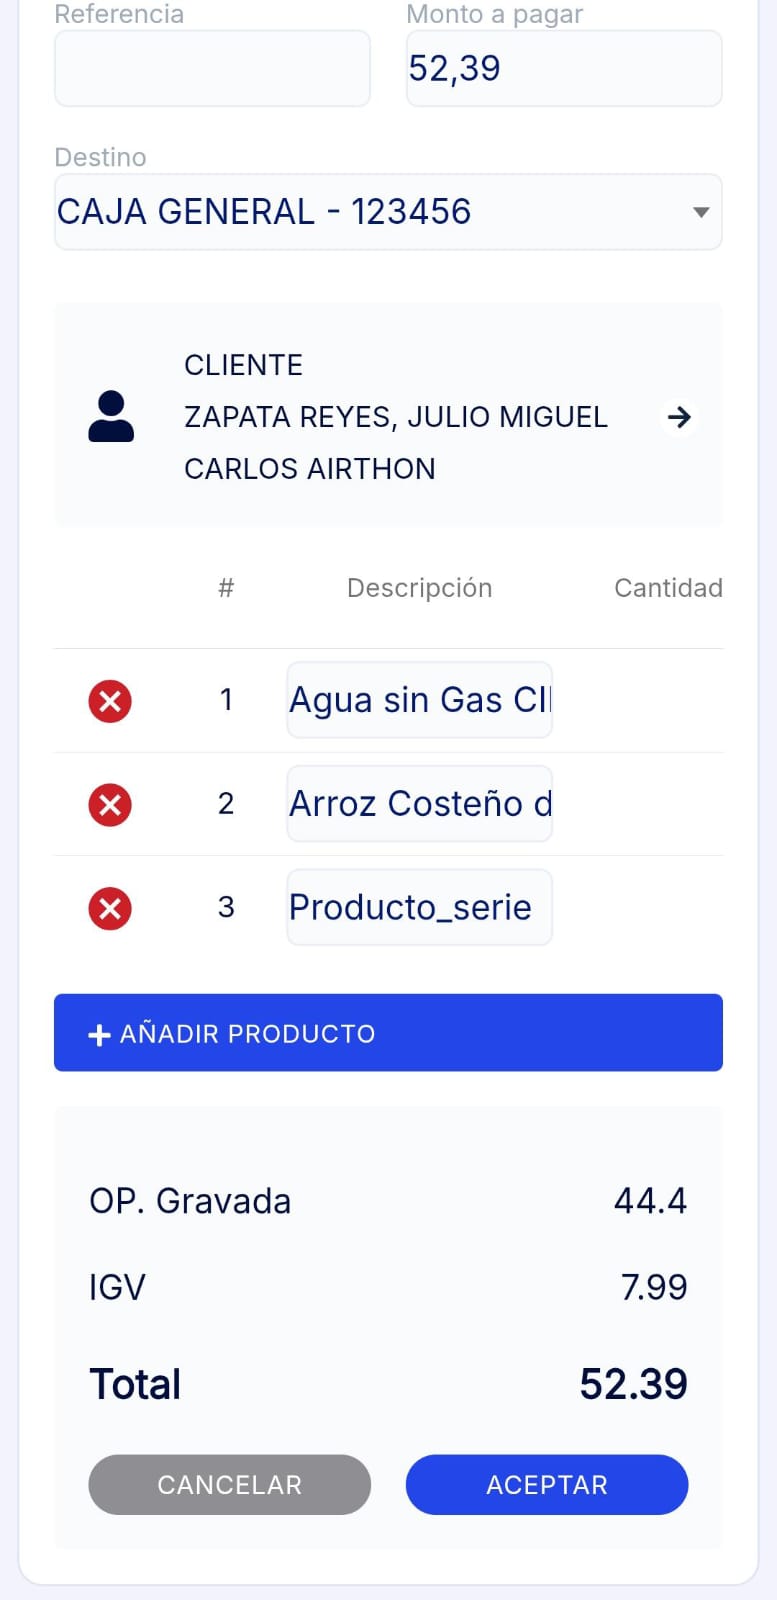 Referencia
Monto a pagar
52,39
Destino
CAJA GENERAL - 123456
CLIENTE
ZAPATA REYES, JULIO MIGUEL
CARLOS AIRTHON
# Descripción Cantidad
1 Agua sin Gas
2 Arroz Costeño
3 Producto_serie
+ AÑADIR PRODUCTO
OP. Gravada 44.4
IGV 7.99
Total 52.39
CANCELAR ACEPTAR